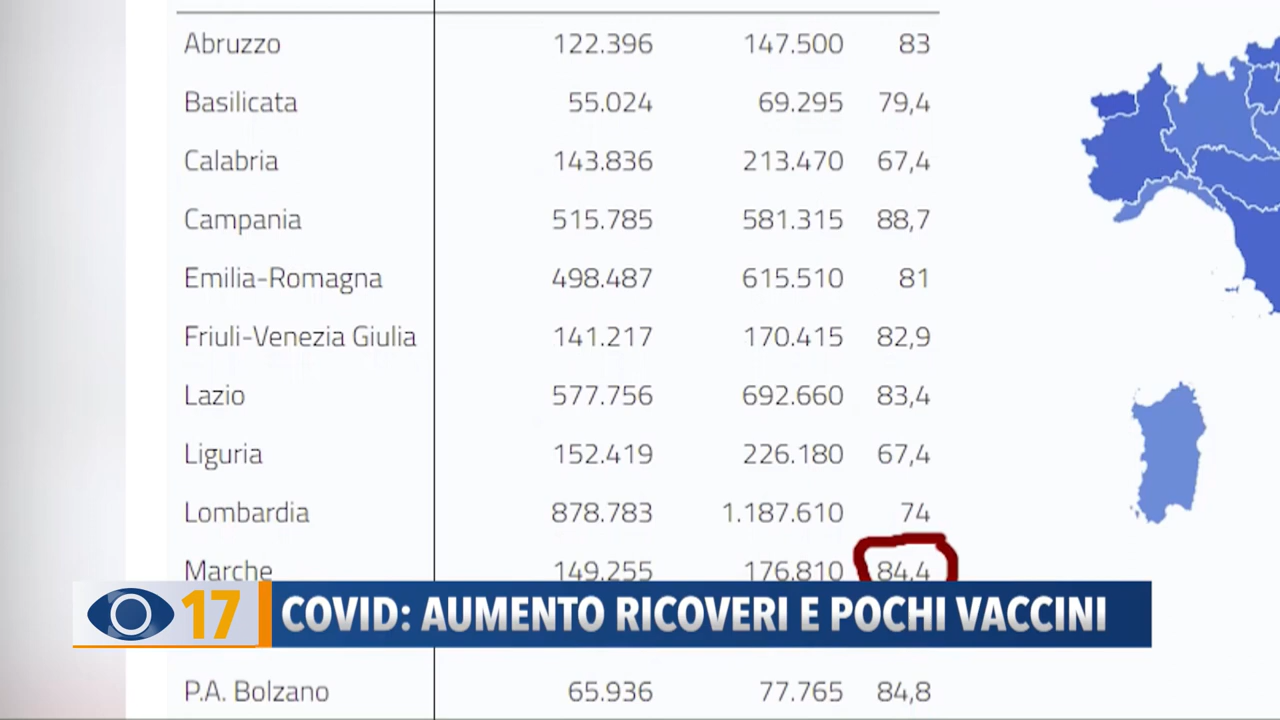 Abruzzo 122.396 147.500 83
Basilicata 55.024 69.295 79,4
Calabria 143.836 213.470 67,4
Campania 515.785 581.315 88,7
Emilia-Romagna 498.487 615.510 81
Friuli-Venezia Giulia 141.217 170.415 82,9
Lazio 577.756 692.660 83,4
Liguria 152.419 226.180 67,4
Lombardia 878.783 1.187.610 74
Marche 149.255 176.810 84,4
17 COVID: AUMENTO RICOVERI E POCHI VACCINI
P.A. Bolzano 65.936 77.765 84,8